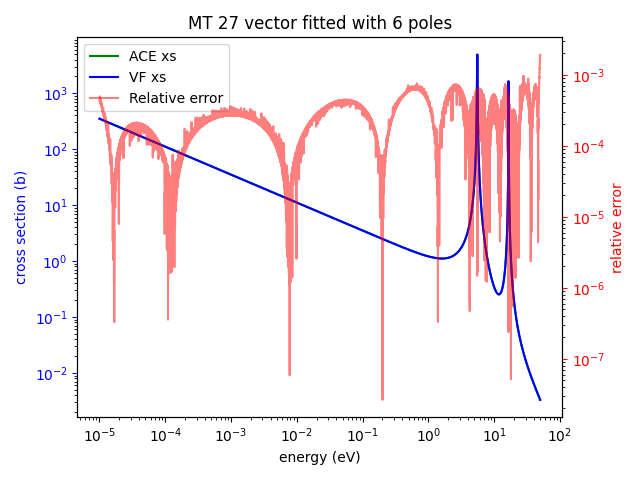 MT 27 vector fitted with 6 poles
ACE xs
VF xs
Relative error
cross section (b)
10³
10²
10¹
10⁰
10⁻¹
10⁻²
10⁻³
10⁻⁴
10⁻⁵
10⁻⁶
10⁻⁷
relative error
10⁻⁵ 10⁻⁴ 10⁻³ 10⁻² 10⁻¹ 10⁰ 10¹ 10²
energy (eV)